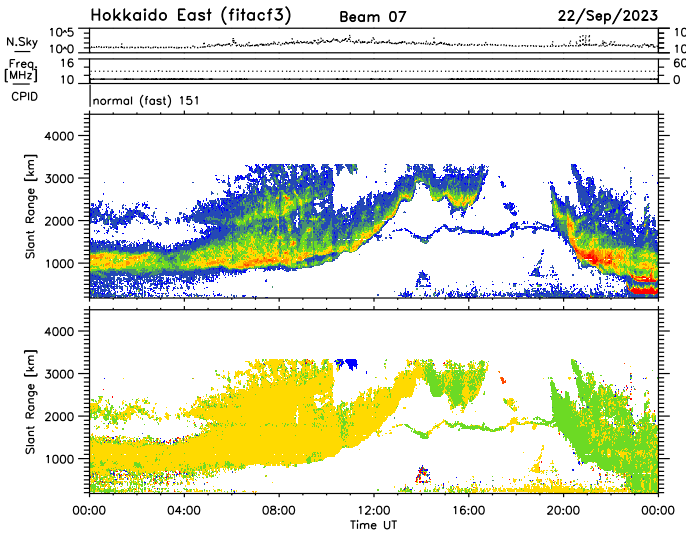 Hokkaido East (fitacf3) Beam 07 22/Sep/2023
N.Sky
10^5
10^0
10
10
Freq.
[MHz]
16
10
60
0
CPID
normal (fast) 151
Slant Range [km]
4000
3000
2000
1000
Slant Range [km]
4000
3000
2000
1000
00:00 04:00 08:00 12:00 16:00 20:00 00:00
Time UT